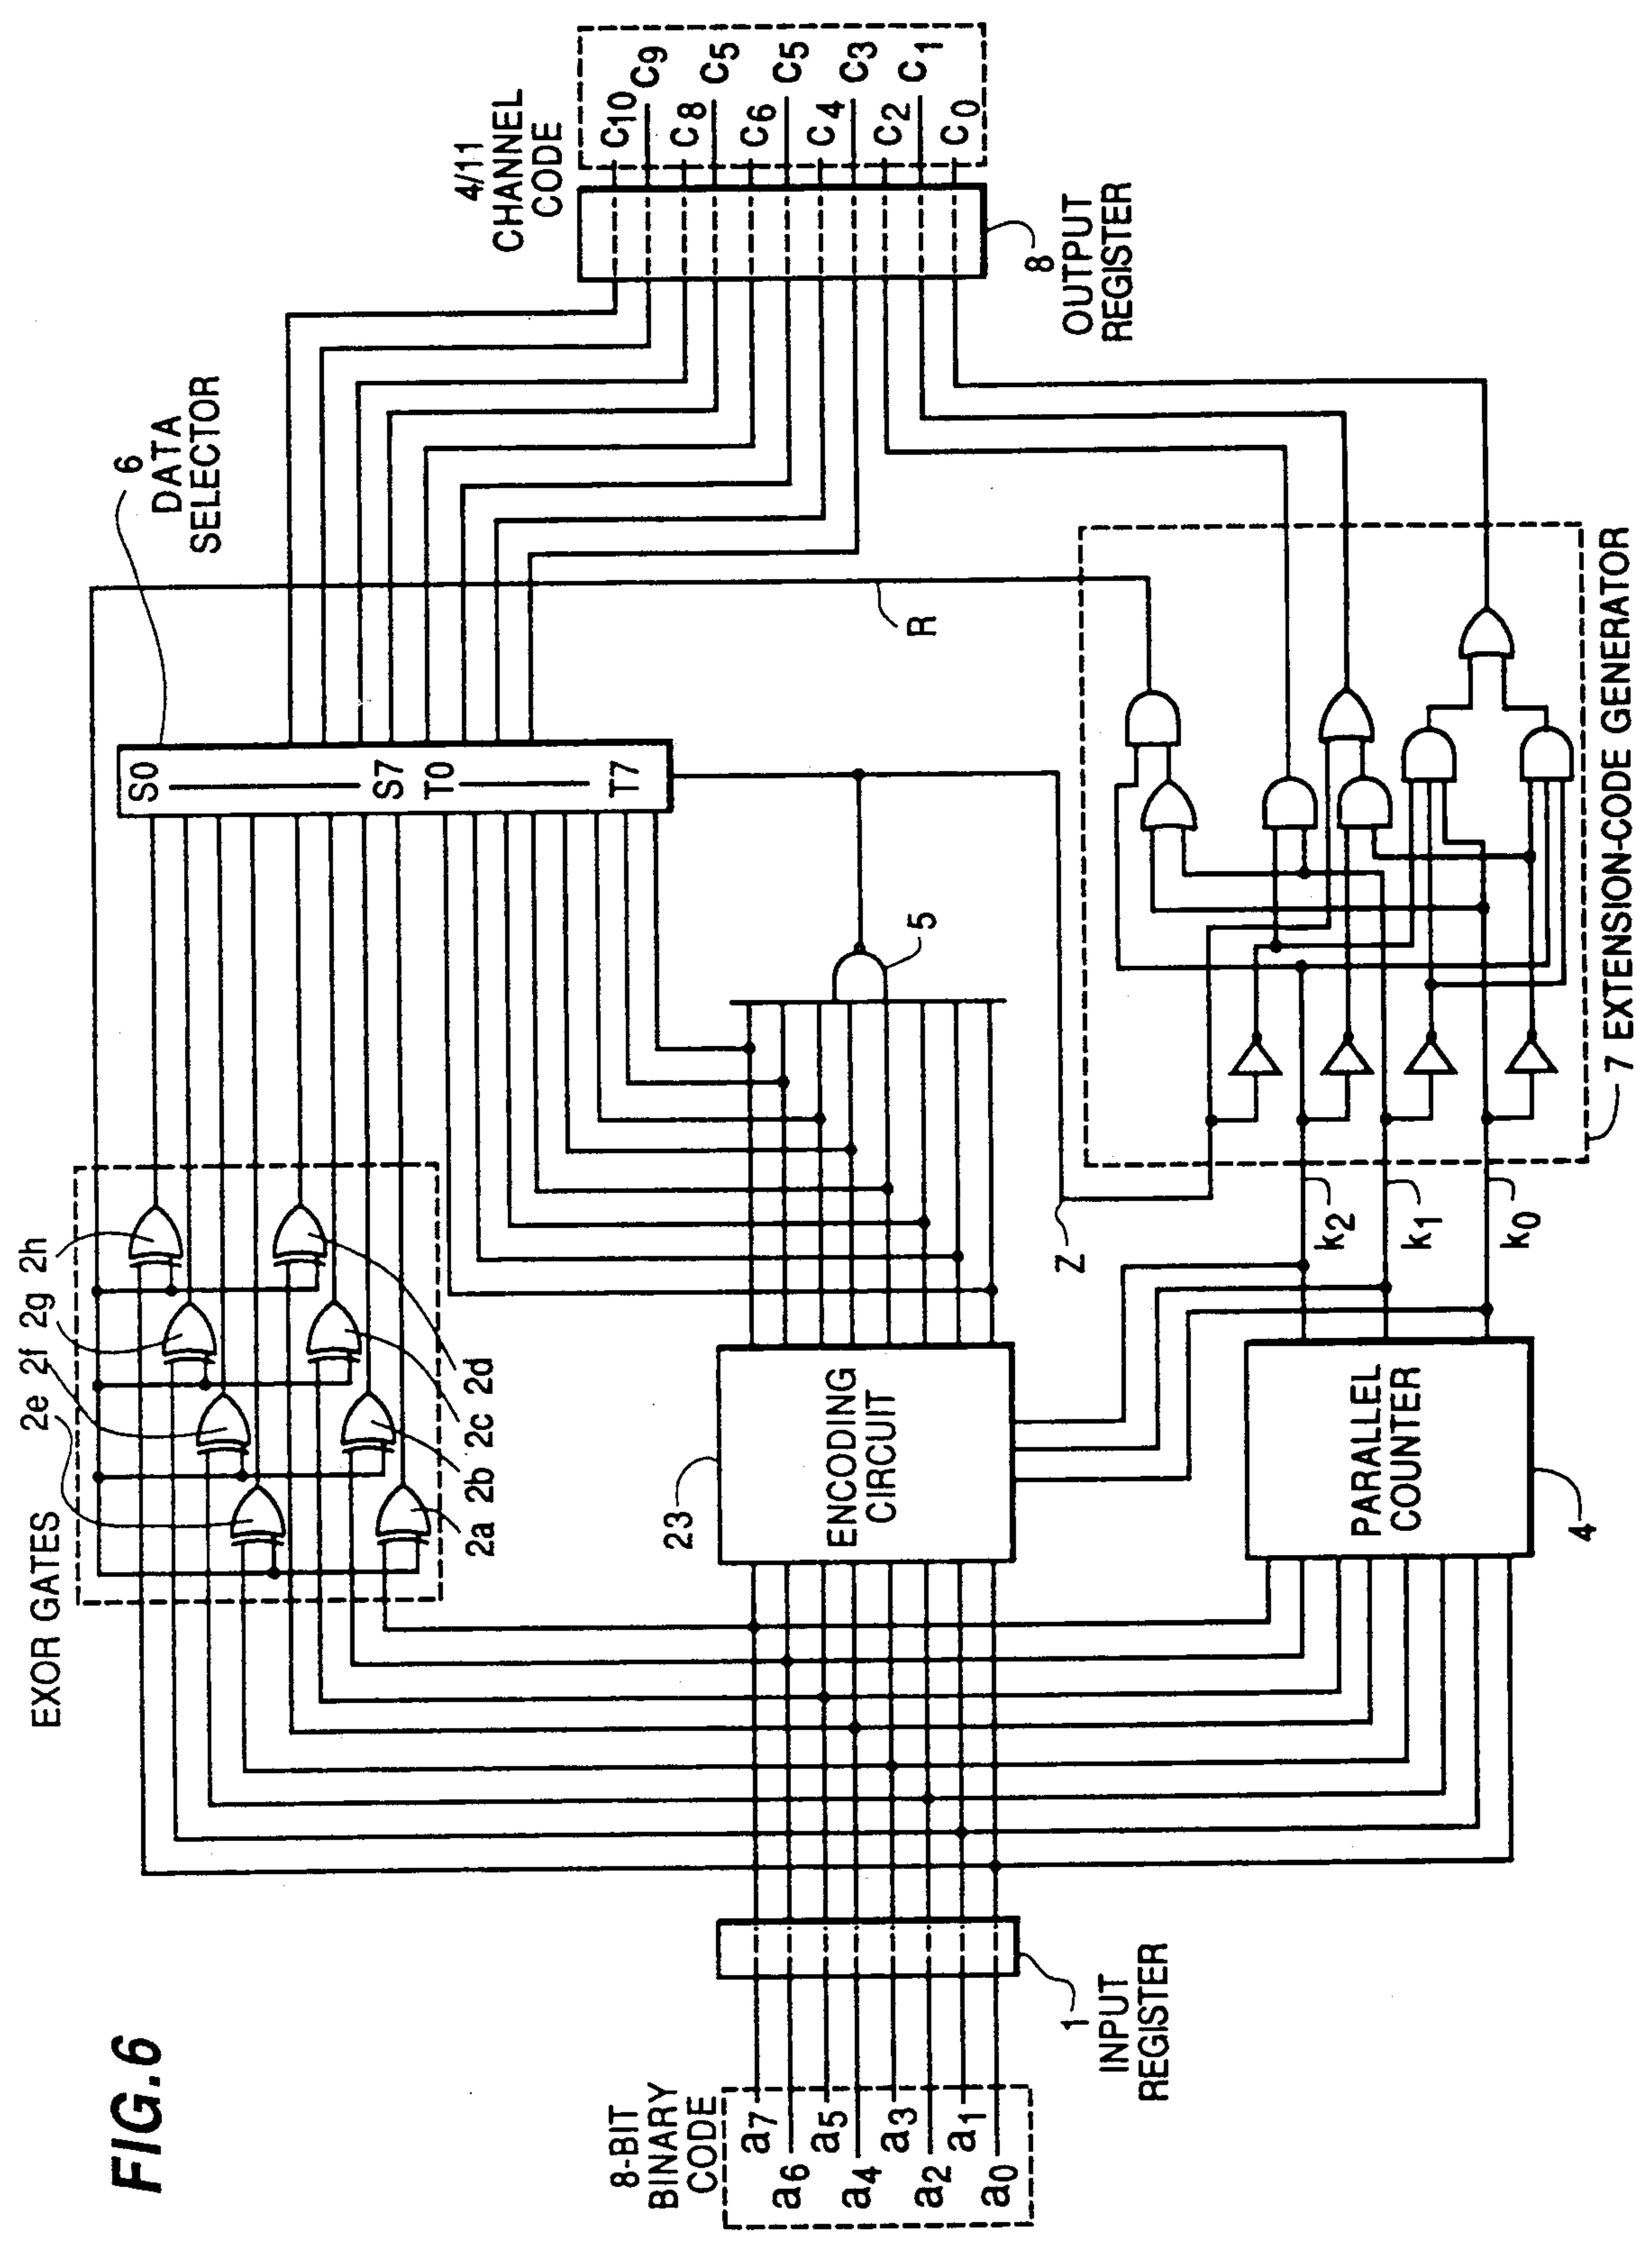 FIG.6
8-BIT
BINARY
CODE
a7
a6
a5
a4
a3
a2
a1
a0
1
INPUT
REGISTER
EXOR GATES
2e 2f 2g 2h
2a 2b 2c 2d
23
ENCODING
CIRCUIT
PARALLEL
COUNTER
4
k2
k1
k0
Z
5
6
DATA
SELECTOR
S0
S7
T0
T7
R
7 EXTENSION-CODE GENERATOR
4/11
CHANNEL
CODE
C10
C9
C8
C5
C6
C5
C4
C3
C2
C1
C0
8
OUTPUT
REGISTER